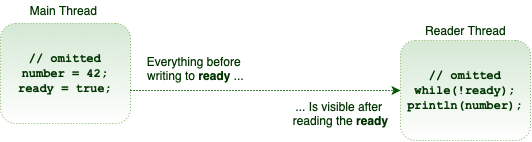 Main Thread
// omitted
number = 42;
ready = true;
Everything before
writing to ready ...
... Is visible after
reading the ready
Reader Thread
// omitted
while(!ready);
println(number);